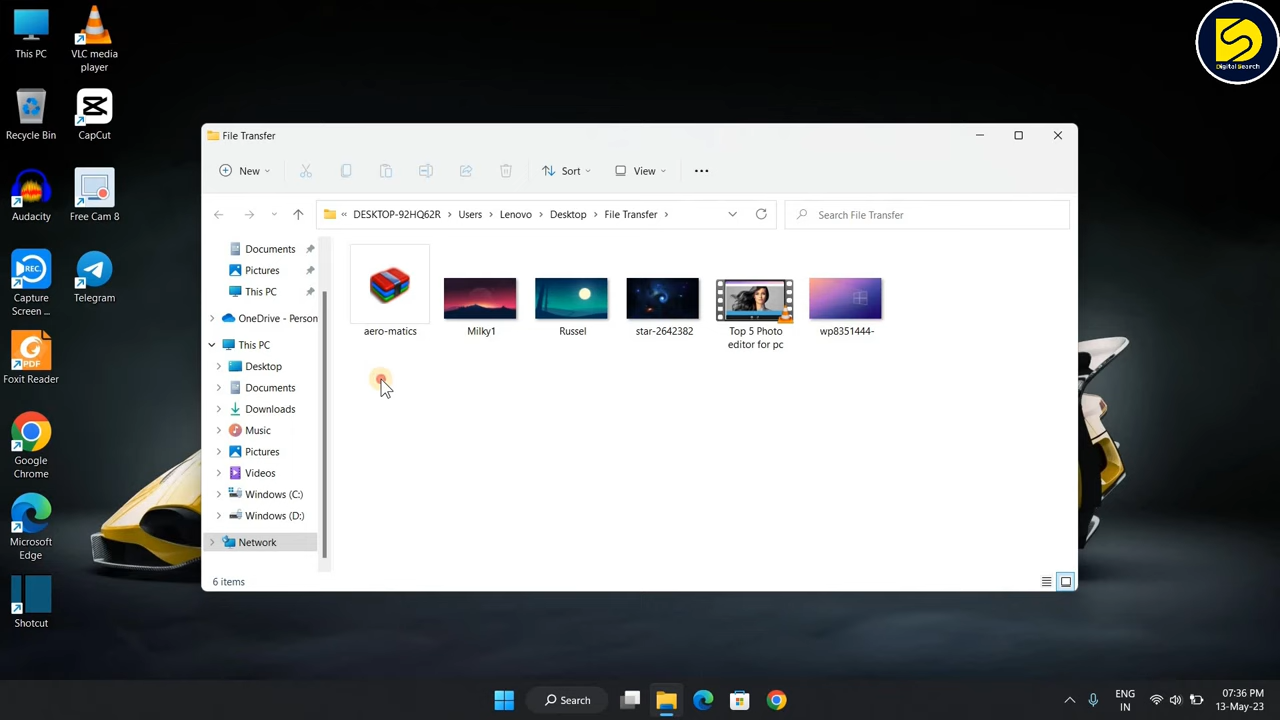 This PC
VLC media
player
Recycle Bin
CapCut
Audacity
Free Cam 8
REC
Capture
Screen ...
Telegram
PDF
Foxit Reader
Google
Chrome
Microsoft
Edge
Shotcut
Digital Search
File Transfer
New
Sort
View
« DESKTOP-92HQ62R > Users > Lenovo > Desktop > File Transfer >
Search File Transfer
Documents
Pictures
This PC
OneDrive - Person
This PC
Desktop
Documents
Downloads
Music
Pictures
Videos
Windows (C:)
Windows (D:)
Network
aero-matics
Milky1
Russel
star-2642382
Top 5 Photo
editor for pc
wp8351444-
6 items
Search
ENG
IN
07:36 PM
13-May-23